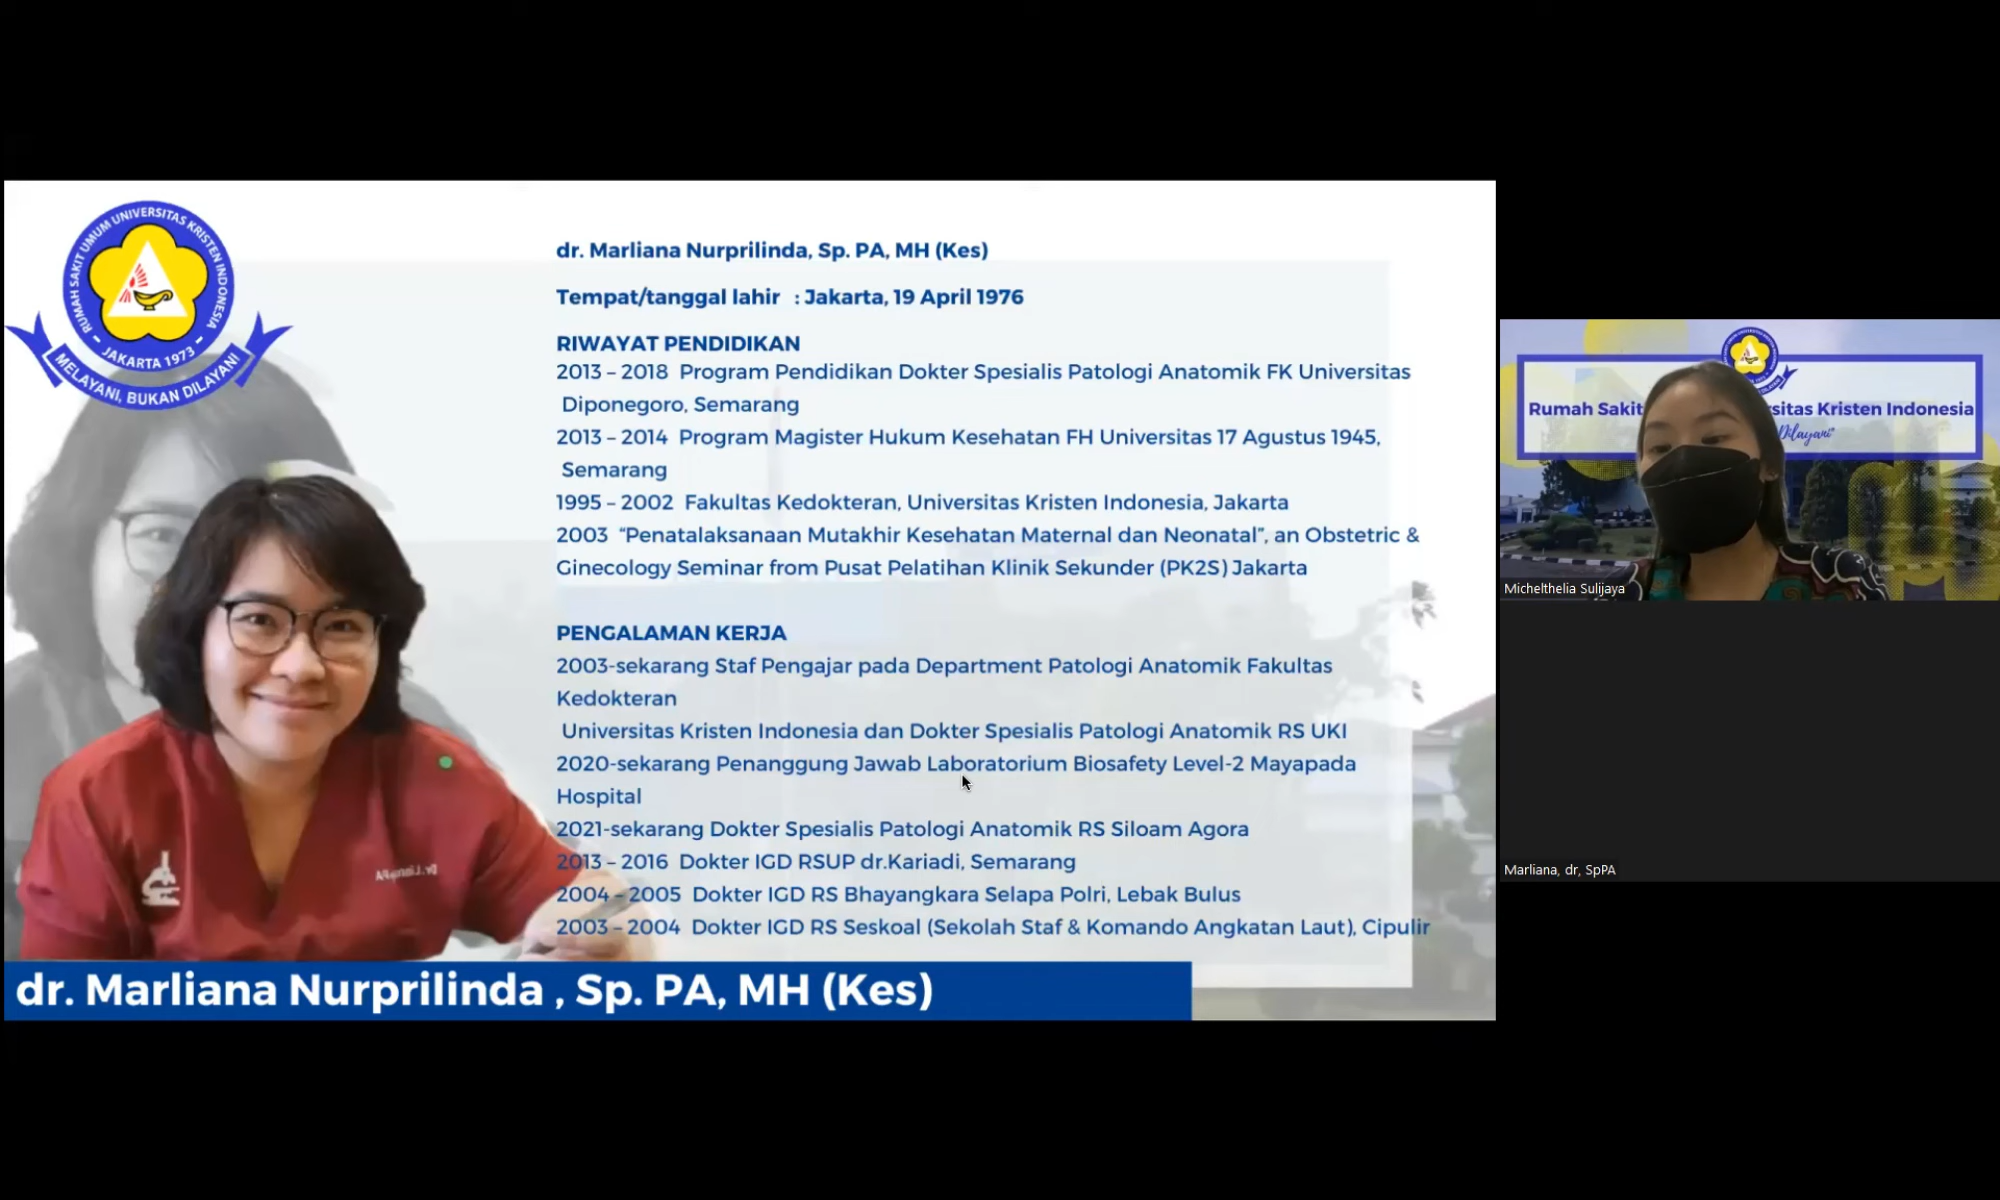 RUMAH SAKIT UMUM UNIVERSITAS KRISTEN INDONESIA
JAKARTA 1973
MELAYANI, BUKAN DILAYANI
dr. Marliana Nurprilinda, Sp. PA, MH (Kes)
Tempat/tanggal lahir : Jakarta, 19 April 1976
RIWAYAT PENDIDIKAN
2013 – 2018 Program Pendidikan Dokter Spesialis Patologi Anatomik FK Universitas
Diponegoro, Semarang
2013 – 2014 Program Magister Hukum Kesehatan FH Universitas 17 Agustus 1945,
Semarang
1995 – 2002 Fakultas Kedokteran, Universitas Kristen Indonesia, Jakarta
2003 “Penatalaksanaan Mutakhir Kesehatan Maternal dan Neonatal”, an Obstetric &
Ginecology Seminar from Pusat Pelatihan Klinik Sekunder (PK2S) Jakarta
PENGALAMAN KERJA
2003-sekarang Staf Pengajar pada Department Patologi Anatomik Fakultas
Kedokteran
Universitas Kristen Indonesia dan Dokter Spesialis Patologi Anatomik RS UKI
2020-sekarang Penanggung Jawab Laboratorium Biosafety Level-2 Mayapada
Hospital
2021-sekarang Dokter Spesialis Patologi Anatomik RS Siloam Agora
2013 – 2016 Dokter IGD RSUP dr.Kariadi, Semarang
2004 – 2005 Dokter IGD RS Bhayangkara Selapa Polri, Lebak Bulus
2003 – 2004 Dokter IGD RS Seskoal (Sekolah Staf & Komando Angkatan Laut), Cipulir
dr. Marliana Nurprilinda , Sp. PA, MH (Kes)
Rumah Sakit sitas Kristen Indonesia
Dilayani"
Michelthelia Sulijaya
Marliana, dr, SpPA